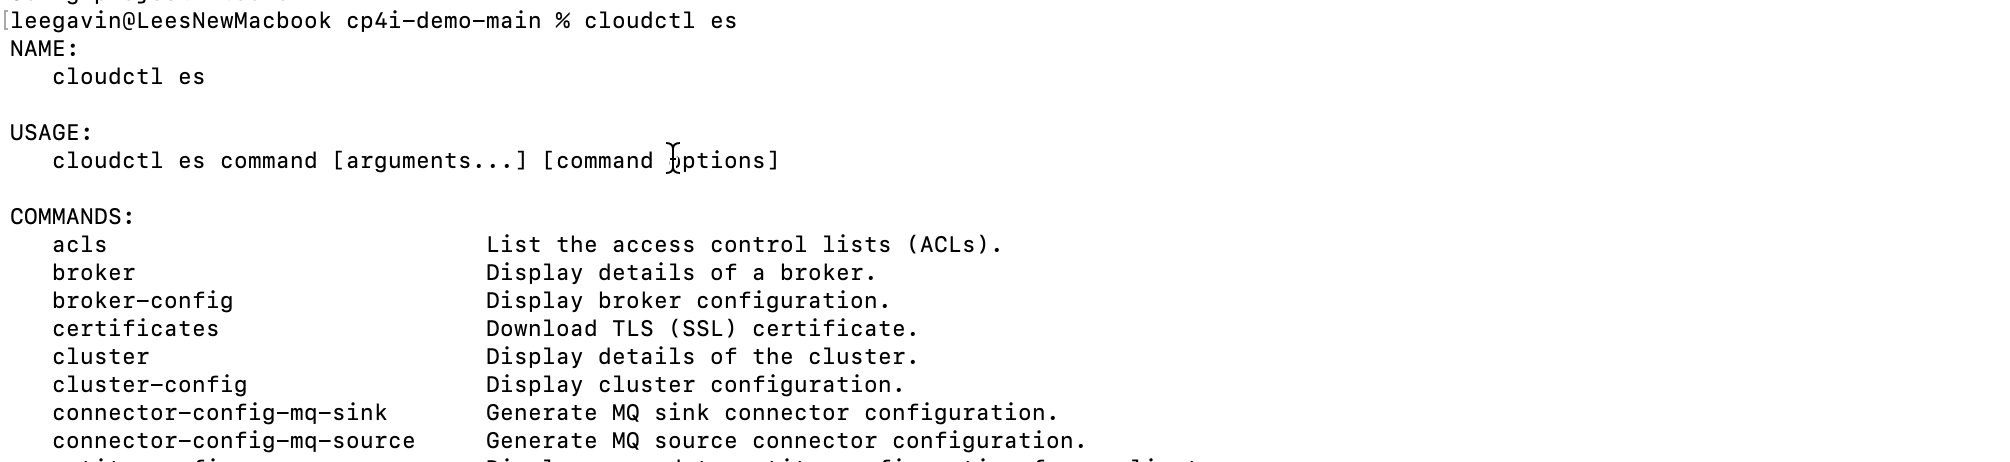 leegavin@LeesNewMacbook cp4i-demo-main % cloudctl es
NAME:
cloudctl es
USAGE:
cloudctl es command [arguments...] [command options]
COMMANDS:
acls List the access control lists (ACLs).
broker Display details of a broker.
broker-config Display broker configuration.
certificates Download TLS (SSL) certificate.
cluster Display details of the cluster.
cluster-config Display cluster configuration.
connector-config-mq-sink Generate MQ sink connector configuration.
connector-config-mq-source Generate MQ source connector configuration.